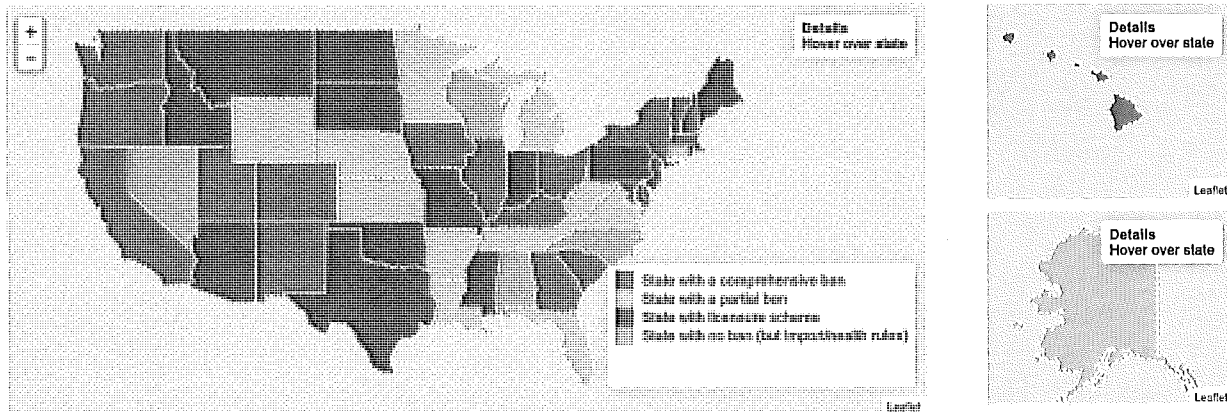 +
−
Details
Hover over state
State with a comprehensive ban
State with a partial ban
State with licensure scheme
State with no ban (but import/health rules)
Leaflet
Details
Hover over state
Leaflet
Details
Hover over state
Leaflet